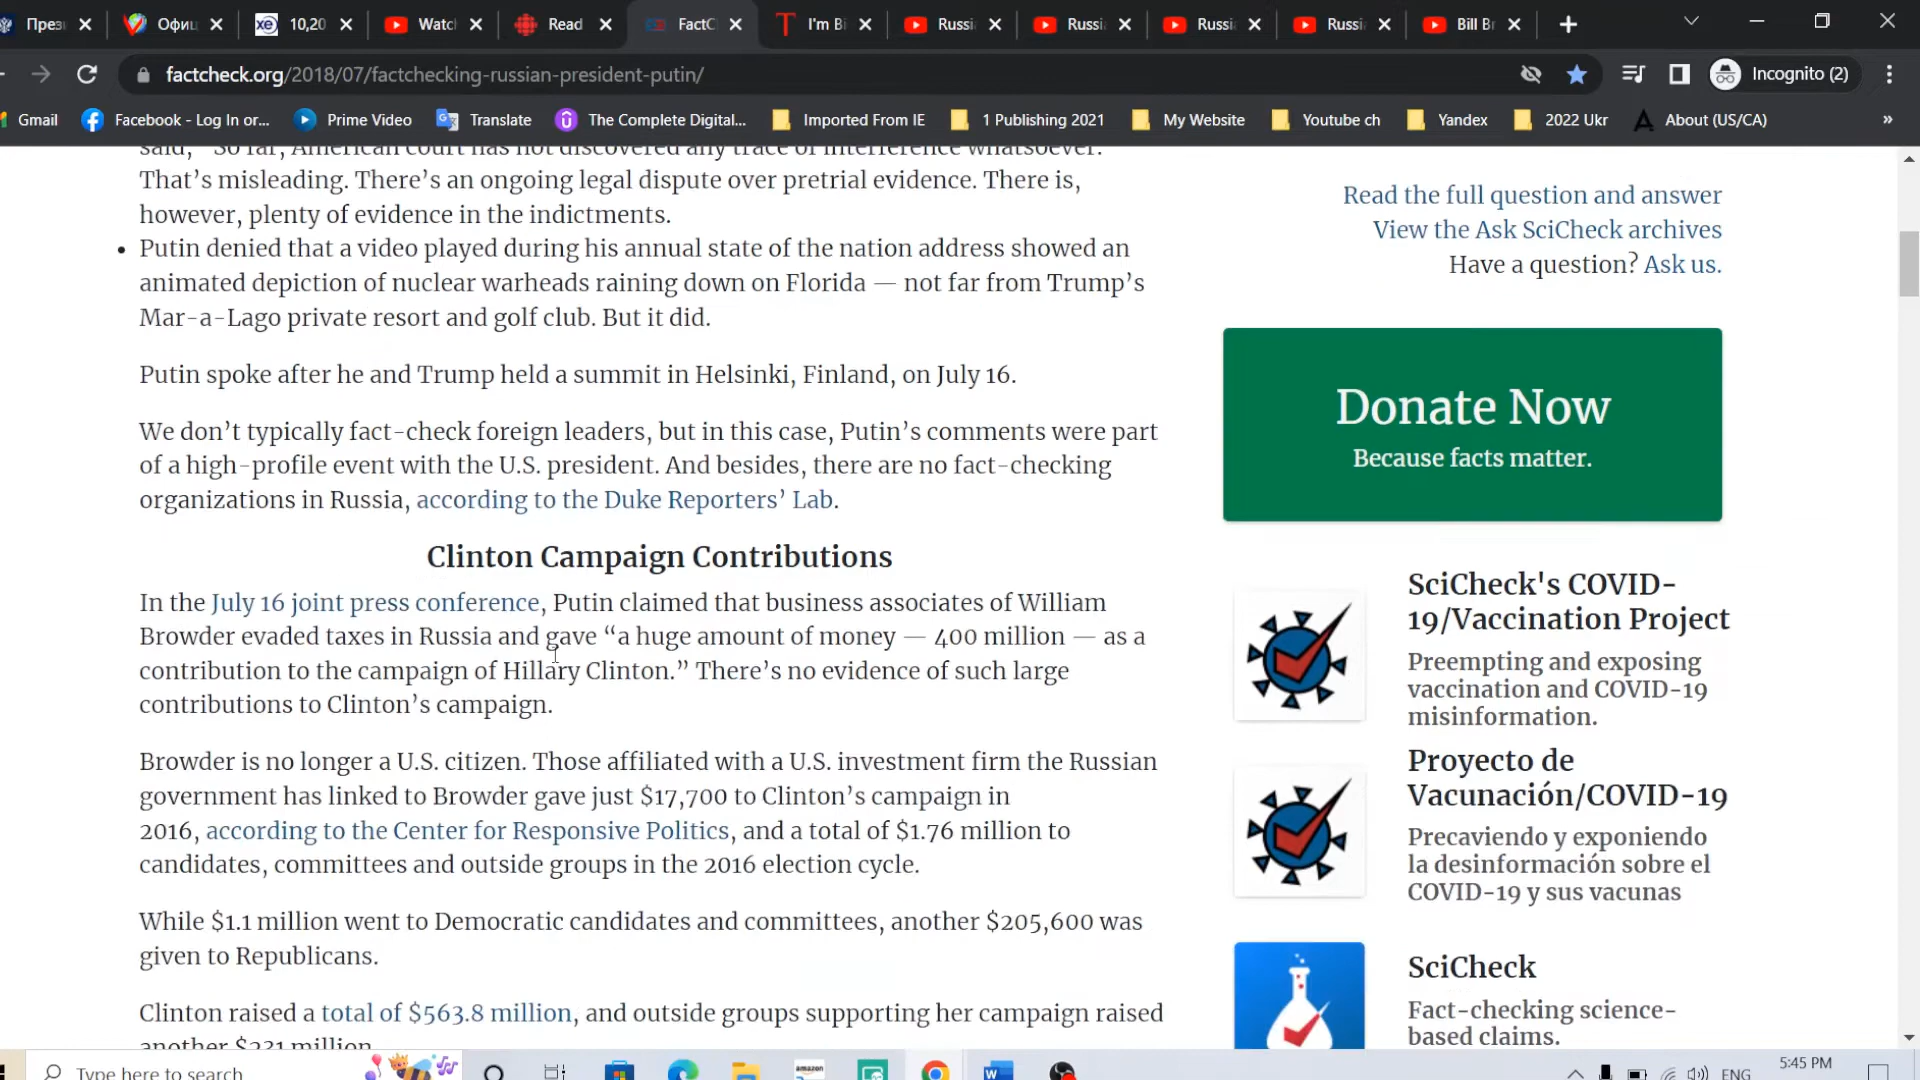 През
Офиц
10,20
Watc
Read
FactC
I'm Bi
Russi
Russi
Russi
Russi
Bill Br
factcheck.org/2018/07/factchecking-russian-president-putin/
Incognito (2)
Gmail
Facebook - Log In or...
Prime Video
Translate
The Complete Digital...
Imported From IE
1 Publishing 2021
My Website
Youtube ch
Yandex
2022 Ukr
About (US/CA)
»
said, “So far, American court has not discovered any trace of interference whatsoever.”
That’s misleading. There’s an ongoing legal dispute over pretrial evidence. There is,
however, plenty of evidence in the indictments.
• Putin denied that a video played during his annual state of the nation address showed an
animated depiction of nuclear warheads raining down on Florida — not far from Trump’s
Mar-a-Lago private resort and golf club. But it did.
Putin spoke after he and Trump held a summit in Helsinki, Finland, on July 16.
We don’t typically fact-check foreign leaders, but in this case, Putin’s comments were part
of a high-profile event with the U.S. president. And besides, there are no fact-checking
organizations in Russia, according to the Duke Reporters’ Lab.
Clinton Campaign Contributions
In the July 16 joint press conference, Putin claimed that business associates of William
Browder evaded taxes in Russia and gave “a huge amount of money — 400 million — as a
contribution to the campaign of Hillary Clinton.” There’s no evidence of such large
contributions to Clinton’s campaign.
Browder is no longer a U.S. citizen. Those affiliated with a U.S. investment firm the Russian
government has linked to Browder gave just $17,700 to Clinton’s campaign in
2016, according to the Center for Responsive Politics, and a total of $1.76 million to
candidates, committees and outside groups in the 2016 election cycle.
While $1.1 million went to Democratic candidates and committees, another $205,600 was
given to Republicans.
Clinton raised a total of $563.8 million, and outside groups supporting her campaign raised
another $231 million.
Read the full question and answer
View the Ask SciCheck archives
Have a question? Ask us.
Donate Now
Because facts matter.
SciCheck's COVID-
19/Vaccination Project
Preempting and exposing
vaccination and COVID-19
misinformation.
Proyecto de
Vacunación/COVID-19
Precaviendo y exponiendo
la desinformación sobre el
COVID-19 y sus vacunas
SciCheck
Fact-checking science-
based claims.
Type here to search
amazon
ENG
5:45 PM